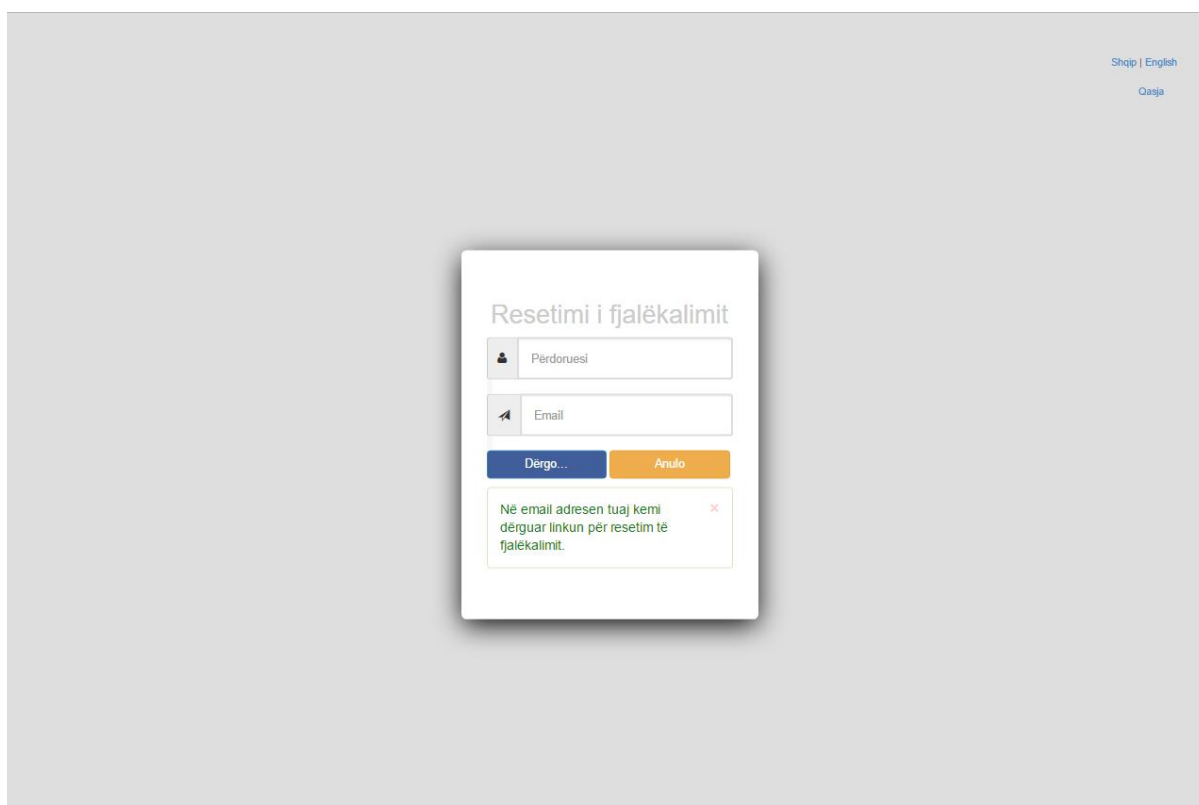 Shqip | English
Qasja
Resetimi i fjalëkalimit
Përdoruesi
Email
Dërgo... Anulo
Në email adresen tuaj kemi ×
dërguar linkun për resetim të
fjalëkalimit.